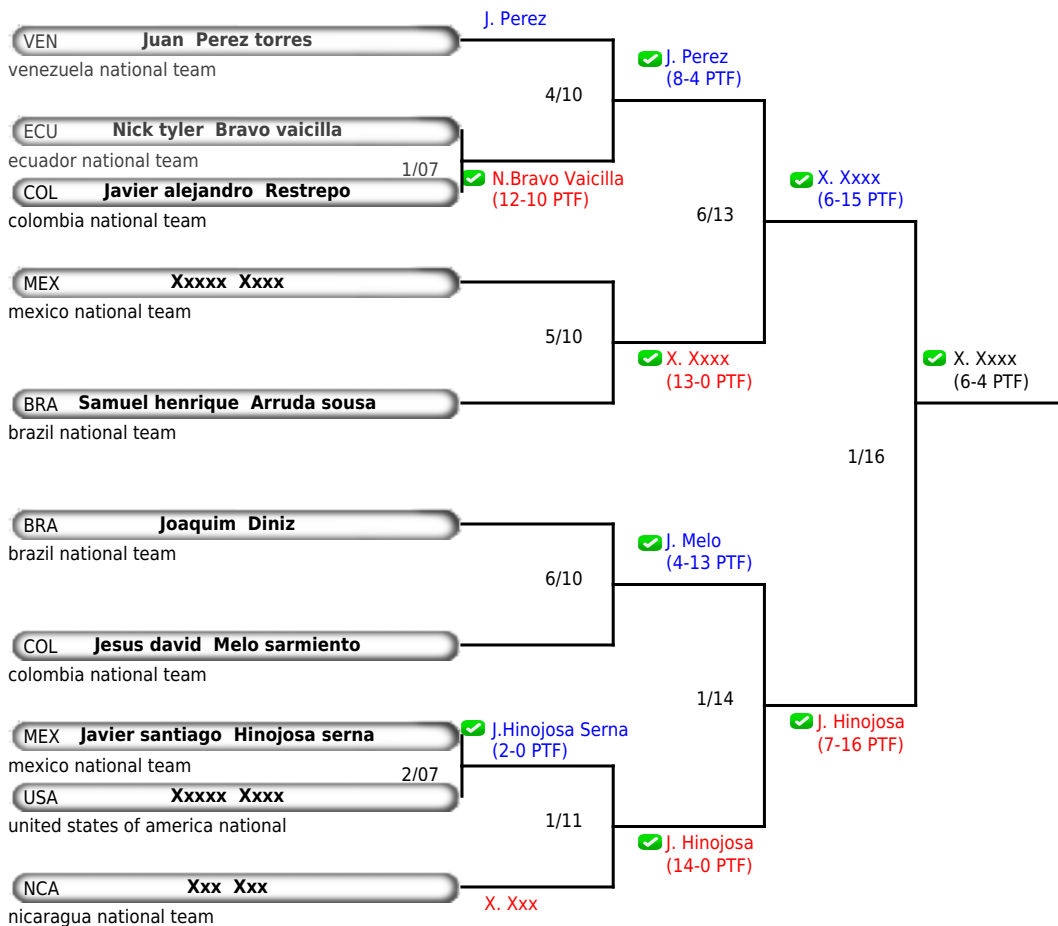 J. Perez
VEN Juan Perez torres
venezuela national team
J. Perez
(8-4 PTF)
4/10
ECU Nick tyler Bravo vaicilla
ecuador national team
1/07
N.Bravo Vaicilla
(12-10 PTF)
COL Javier alejandro Restrepo
colombia national team
X. Xxxx
(6-15 PTF)
6/13
MEX Xxxxx Xxxx
mexico national team
5/10
X. Xxxx
(13-0 PTF)
X. Xxxx
(6-4 PTF)
BRA Samuel henrique Arruda sousa
brazil national team
1/16
BRA Joaquim Diniz
brazil national team
J. Melo
(4-13 PTF)
6/10
COL Jesus david Melo sarmiento
colombia national team
1/14
J. Hinojosa
(7-16 PTF)
MEX Javier santiago Hinojosa serna
mexico national team
J.Hinojosa Serna
(2-0 PTF)
2/07
USA Xxxxx Xxxx
united states of america national
1/11
J. Hinojosa
(14-0 PTF)
NCA Xxx Xxx
nicaragua national team
X. Xxx